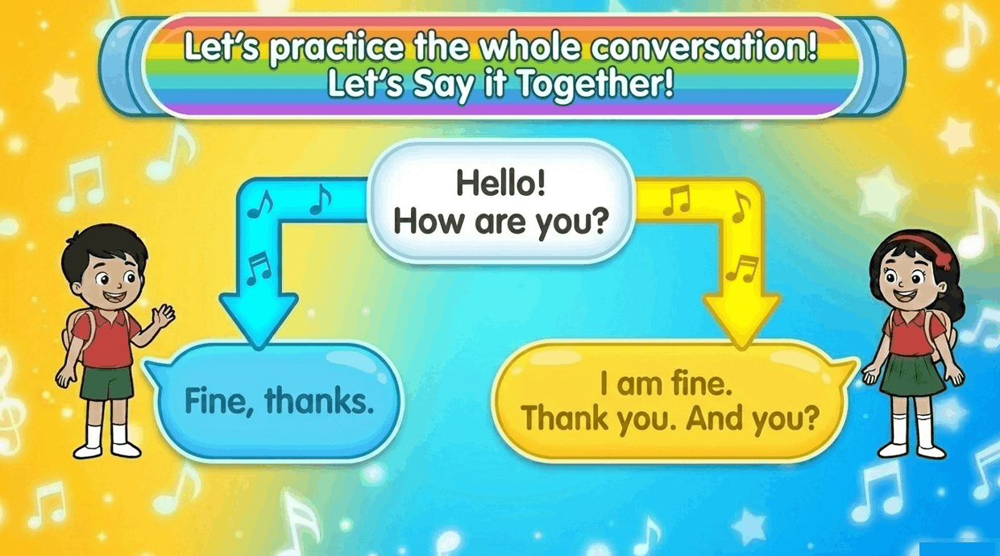 Let's practice the whole conversation!
Let's Say it Together!
Hello!
How are you?
Fine, thanks.
I am fine.
Thank you. And you?